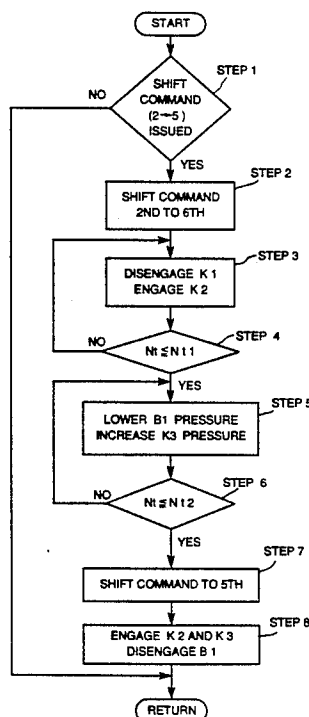 START
STEP 1
SHIFT
COMMAND
(2→5)
ISSUED
NO
YES
STEP 2
SHIFT COMMAND
2ND TO 6TH
STEP 3
DISENGAGE K 1
ENGAGE K 2
STEP 4
Nt ≦ N t 1
NO
YES
STEP 5
LOWER B1 PRESSURE
INCREASE K3 PRESSURE
STEP 6
Nt ≦ N t 2
NO
YES
STEP 7
SHIFT COMMAND TO 5TH
STEP 8
ENGAGE K 2 AND K 3
DISENGAGE B 1
RETURN